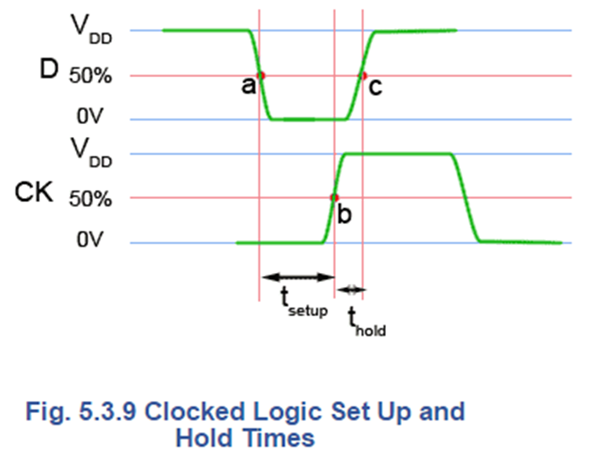 VDD
D 50%
a
c
0V
VDD
CK 50%
b
0V
tsetup
thold
Fig. 5.3.9 Clocked Logic Set Up and
Hold Times